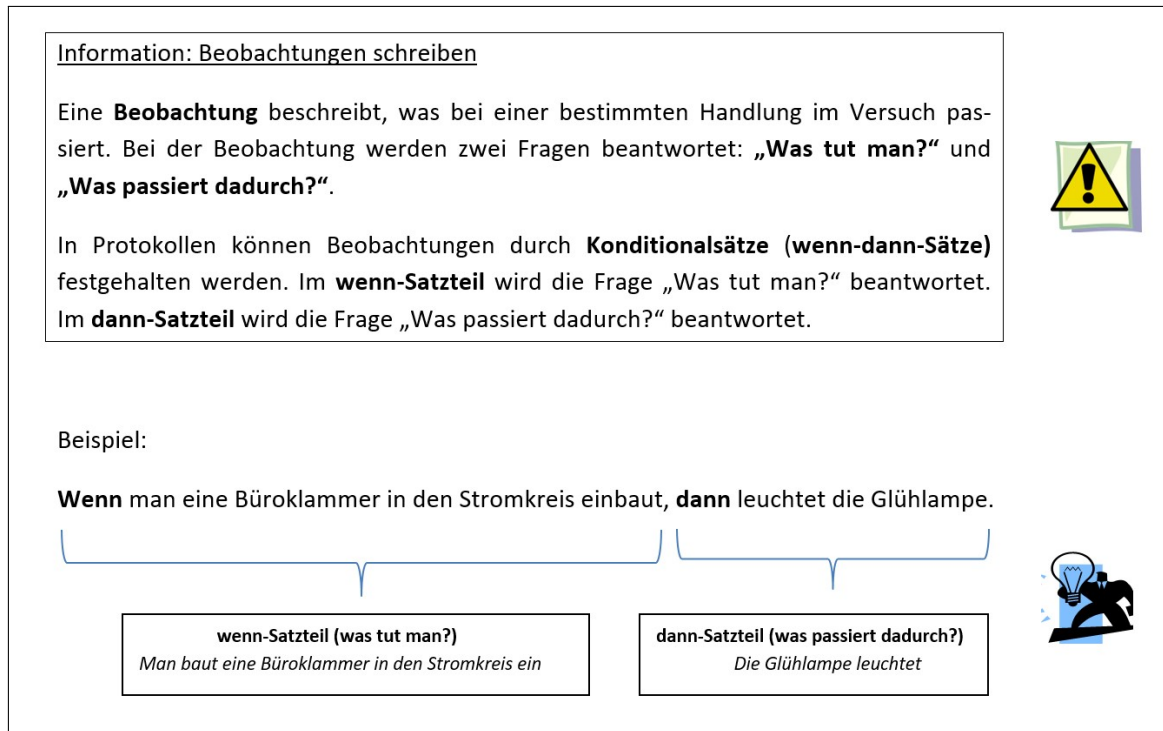 Information: Beobachtungen schreiben
Eine Beobachtung beschreibt, was bei einer bestimmten Handlung im Versuch pas-
siert. Bei der Beobachtung werden zwei Fragen beantwortet: „Was tut man?“ und
„Was passiert dadurch?“.
In Protokollen können Beobachtungen durch Konditionalsätze (wenn-dann-Sätze)
festgehalten werden. Im wenn-Satzteil wird die Frage „Was tut man?“ beantwortet.
Im dann-Satzteil wird die Frage „Was passiert dadurch?“ beantwortet.
Beispiel:
Wenn man eine Büroklammer in den Stromkreis einbaut, dann leuchtet die Glühlampe.
wenn-Satzteil (was tut man?)
Man baut eine Büroklammer in den Stromkreis ein
dann-Satzteil (was passiert dadurch?)
Die Glühlampe leuchtet